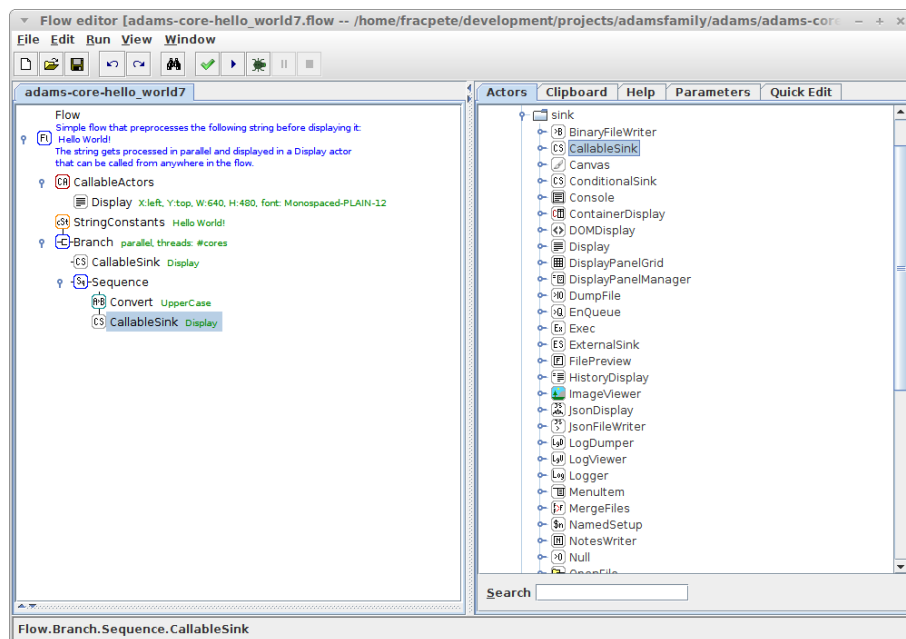 Flow editor [adams-core-hello_world7.flow -- /home/fracpete/development/projects/adamsfamily/adams/adams-core
File Edit Run View Window
adams-core-hello_world7
Flow
Simple flow that preprocesses the following string before displaying it:
Hello World!
The string gets processed in parallel and displayed in a Display actor
that can be called from anywhere in the flow.
CallableActors
Display X:left, Y:top, W:640, H:480, font: Monospaced-PLAIN-12
StringConstants Hello World!
Branch parallel, threads: #cores
CallableSink Display
Sequence
Convert UpperCase
CallableSink Display
Actors Clipboard Help Parameters Quick Edit
sink
BinaryFileWriter
CallableSink
Canvas
ConditionalSink
Console
ContainerDisplay
DOMDisplay
Display
DisplayPanelGrid
DisplayPanelManager
DumpFile
EnQueue
Exec
ExternalSink
FilePreview
HistoryDisplay
ImageViewer
JsonDisplay
JsonFileWriter
LogDumper
LogViewer
Logger
MenuItem
MergeFiles
NamedSetup
NotesWriter
Null
OpenFile
Search
Flow.Branch.Sequence.CallableSink